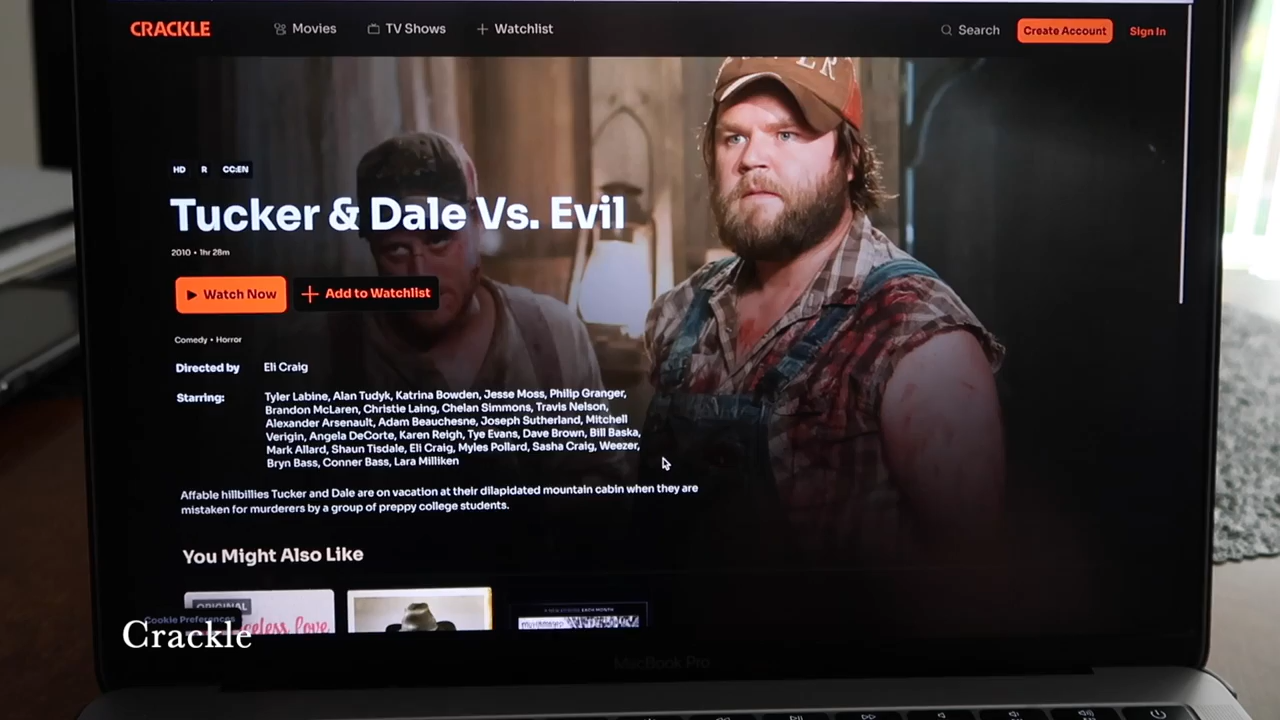 CRACKLE
Movies
TV Shows
Watchlist
Search
Create Account
Sign In
HD R CC:EN
Tucker & Dale Vs. Evil
2010 • 1hr 28m
Watch Now
Add to Watchlist
Comedy • Horror
Directed by
Eli Craig
Starring:
Tyler Labine, Alan Tudyk, Katrina Bowden, Jesse Moss, Philip Granger,
Brandon McLaren, Christie Laing, Chelan Simmons, Travis Nelson,
Alexander Arsenault, Adam Beauchesne, Joseph Sutherland, Mitchell
Verigin, Angela DeCorte, Karen Reigh, Tye Evans, Dave Brown, Bill Baska,
Mark Allard, Shaun Tisdale, Eli Craig, Myles Pollard, Sasha Craig, Weezer,
Bryn Bass, Conner Bass, Lara Milliken
Affable hillbillies Tucker and Dale are on vacation at their dilapidated mountain cabin when they are
mistaken for murderers by a group of preppy college students.
You Might Also Like
ORIGINAL
A NEW EPISODE EACH MONTH
Cookie Preferences
love
Crackle
MacBook Pro